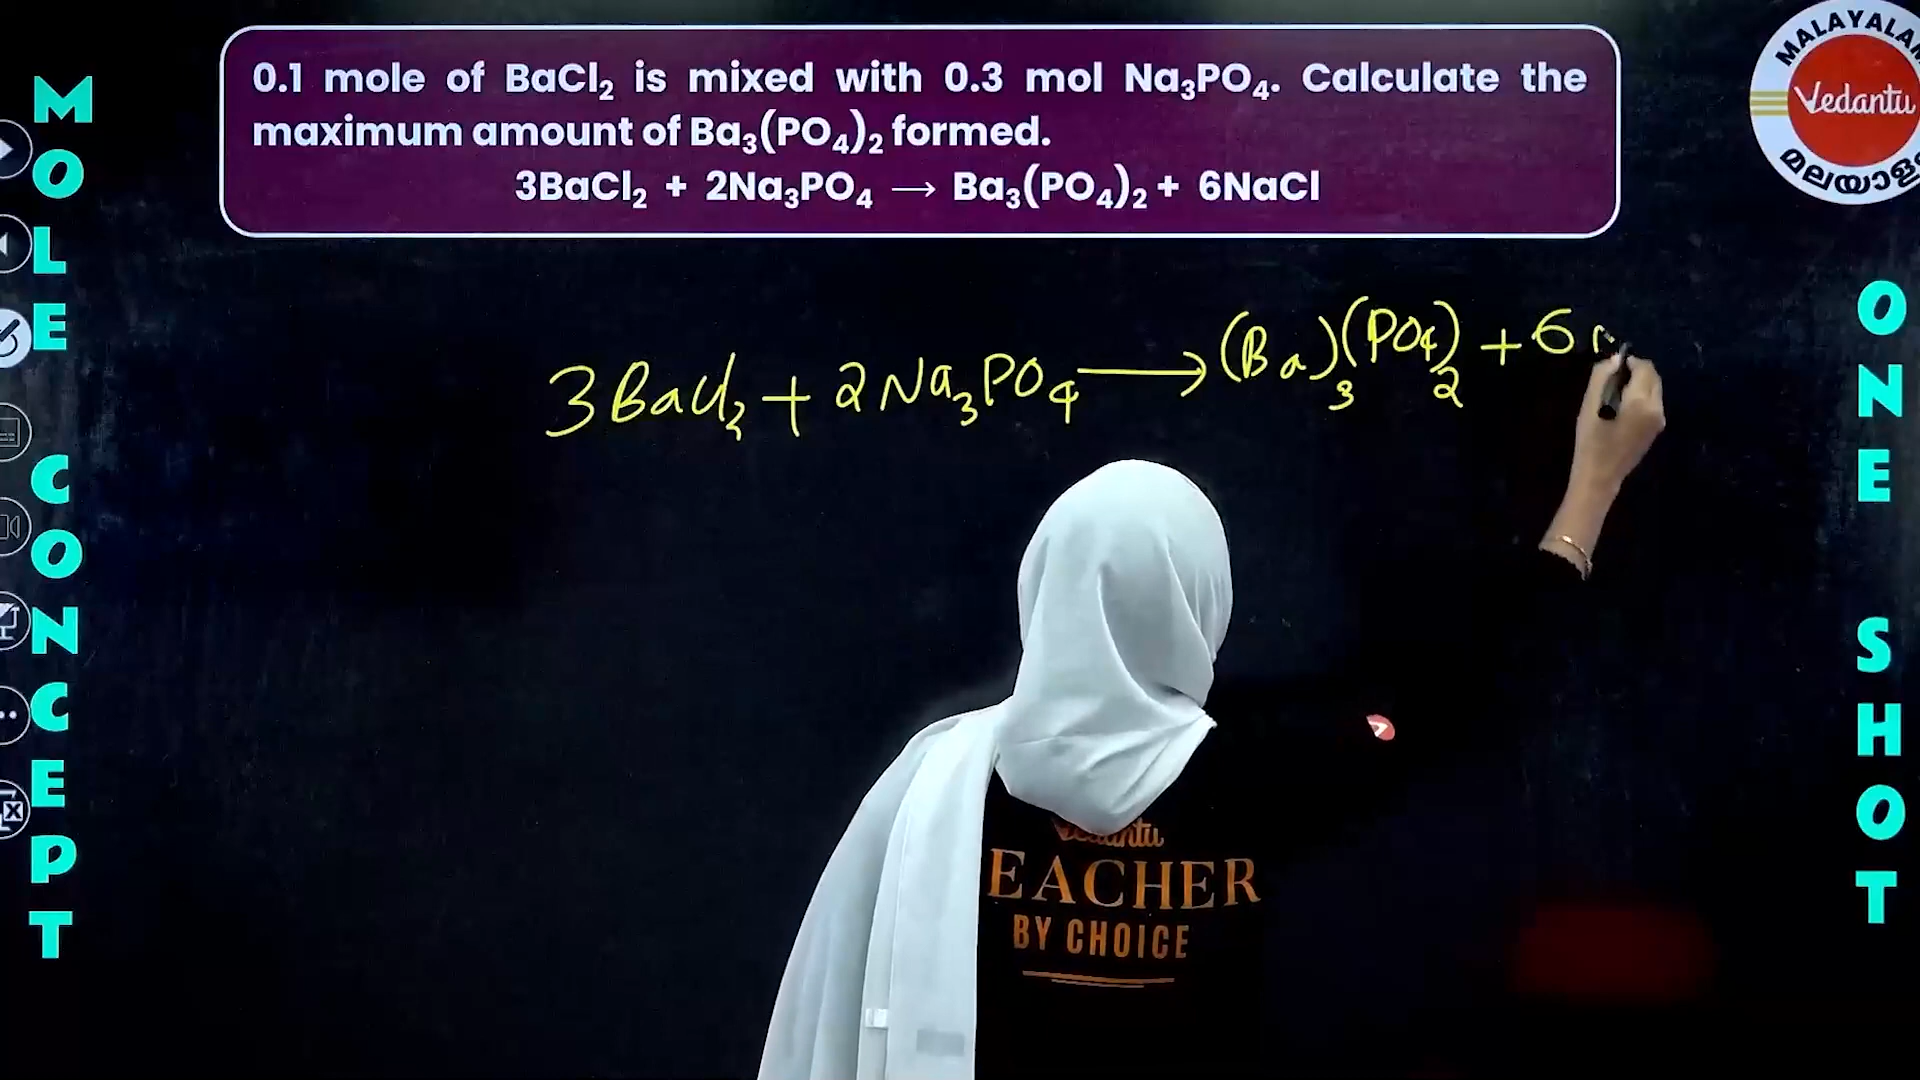 0.1 mole of BaCl₂ is mixed with 0.3 mol Na₃PO₄. Calculate the
maximum amount of Ba₃(PO₄)₂ formed.
3BaCl₂ + 2Na₃PO₄ → Ba₃(PO₄)₂ + 6NaCl
MALAYALAM
Vedantu
മലയാളം
3BaCl₂ + 2Na₃PO₄ → (Ba)₃(PO₄)₂ + 6
MOLE CONCEPT
ONE SHOT
Vedantu
EACHER
BY CHOICE